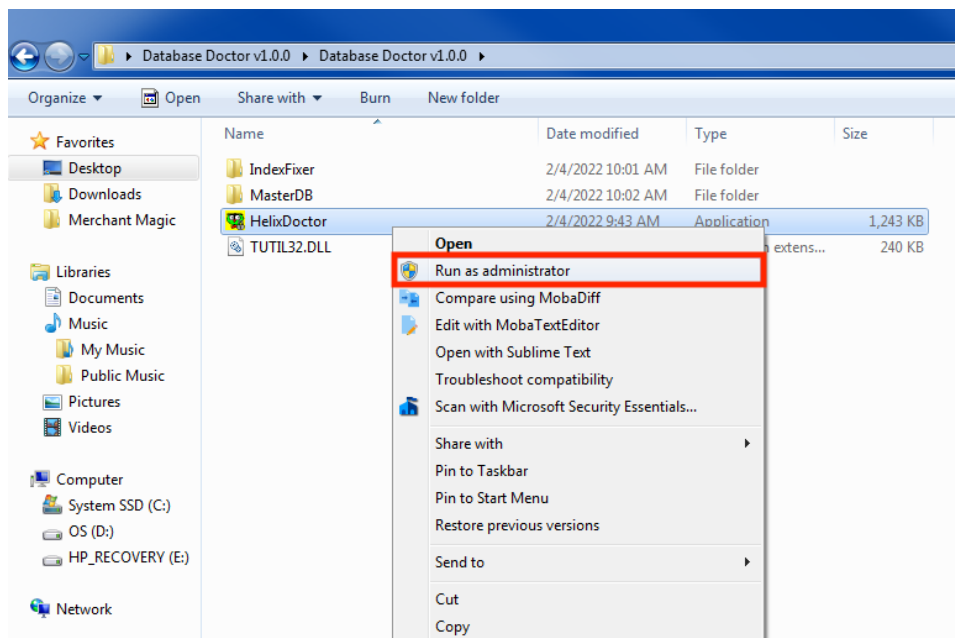 Database Doctor v1.0.0 Database Doctor v1.0.0
Organize Open Share with Burn New folder
Name Date modified Type Size
Favorites
Desktop
Downloads
Merchant Magic
Libraries
Documents
Music
My Music
Public Music
Pictures
Videos
Computer
System SSD (C:)
OS (D:)
HP_RECOVERY (E:)
Network
IndexFixer 2/4/2022 10:01 AM File folder
MasterDB 2/4/2022 10:02 AM File folder
HelixDoctor 2/4/2022 9:43 AM Application 1,243 KB
TUTIL32.DLL extens... 240 KB
Open
Run as administrator
Compare using MobaDiff
Edit with MobaTextEditor
Open with Sublime Text
Troubleshoot compatibility
Scan with Microsoft Security Essentials...
Share with
Pin to Taskbar
Pin to Start Menu
Restore previous versions
Send to
Cut
Copy